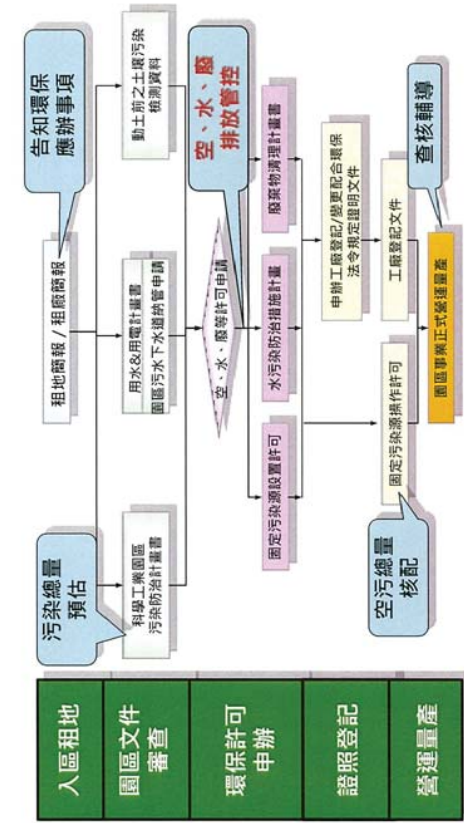 入區租地
園區文件
審查
環保許可
申辦
證照登記
營運量產
租地簡報 / 租廠簡報
告知環保
應辦事項
污染總量
預估
科學工業園區
污染防治計畫書
用水&用電計畫書
園區污水下水道納管申請
動土前之土壤污染
檢測資料
空、水、廢等許可申請
空、水、廢
排放管控
固定污染源設置許可
水污染防治措施計畫
廢棄物清理計畫書
申辦工廠登記/變更配合環保
法令規定證明文件
空污總量
核配
固定污染源操作許可
工廠登記文件
查核輔導
園區事業正式營運量產